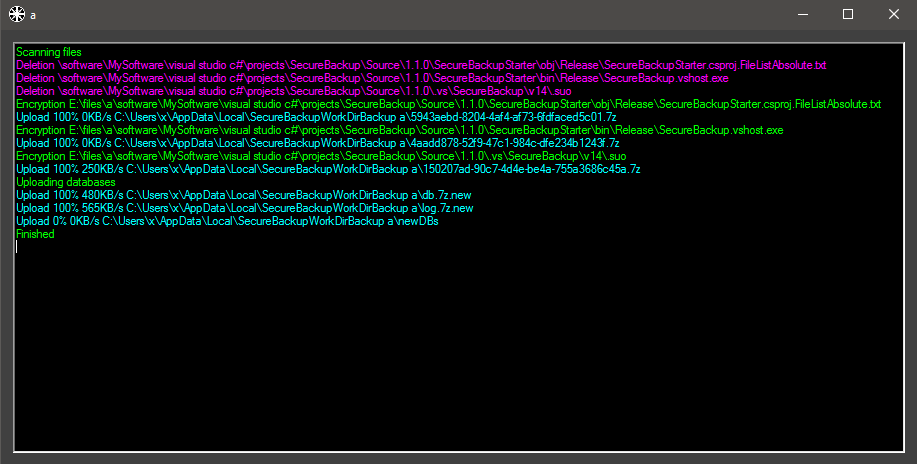 a
Scanning files
Deletion \software\MySoftware\visual studio c#\projects\SecureBackup\Source\1.1.0\SecureBackupStarter\obj\Release\SecureBackupStarter.csproj.FileListAbsolute.txt
Deletion \software\MySoftware\visual studio c#\projects\SecureBackup\Source\1.1.0\SecureBackupStarter\bin\Release\SecureBackup.vshost.exe
Deletion \software\MySoftware\visual studio c#\projects\SecureBackup\Source\1.1.0\.vs\SecureBackup\v14\.suo
Encryption E:\files\a\software\MySoftware\visual studio c#\projects\SecureBackup\Source\1.1.0\SecureBackupStarter\obj\Release\SecureBackupStarter.csproj.FileListAbsolute.txt
Upload 100% 0KB/s C:\Users\x\AppData\Local\SecureBackupWorkDirBackup a\5943aebd-8204-4af4-af73-6fdfaced5c01.7z
Encryption E:\files\a\software\MySoftware\visual studio c#\projects\SecureBackup\Source\1.1.0\SecureBackupStarter\bin\Release\SecureBackup.vshost.exe
Upload 100% 0KB/s C:\Users\x\AppData\Local\SecureBackupWorkDirBackup a\4aadd878-52f9-47c1-984c-dfe234b1243f.7z
Encryption E:\files\a\software\MySoftware\visual studio c#\projects\SecureBackup\Source\1.1.0\.vs\SecureBackup\v14\.suo
Upload 100% 250KB/s C:\Users\x\AppData\Local\SecureBackupWorkDirBackup a\150207ad-90c7-4d4e-be4a-755a3686c45a.7z
Uploading databases
Upload 100% 480KB/s C:\Users\x\AppData\Local\SecureBackupWorkDirBackup a\db.7z.new
Upload 100% 565KB/s C:\Users\x\AppData\Local\SecureBackupWorkDirBackup a\log.7z.new
Upload 0% 0KB/s C:\Users\x\AppData\Local\SecureBackupWorkDirBackup a\newDBs
Finished